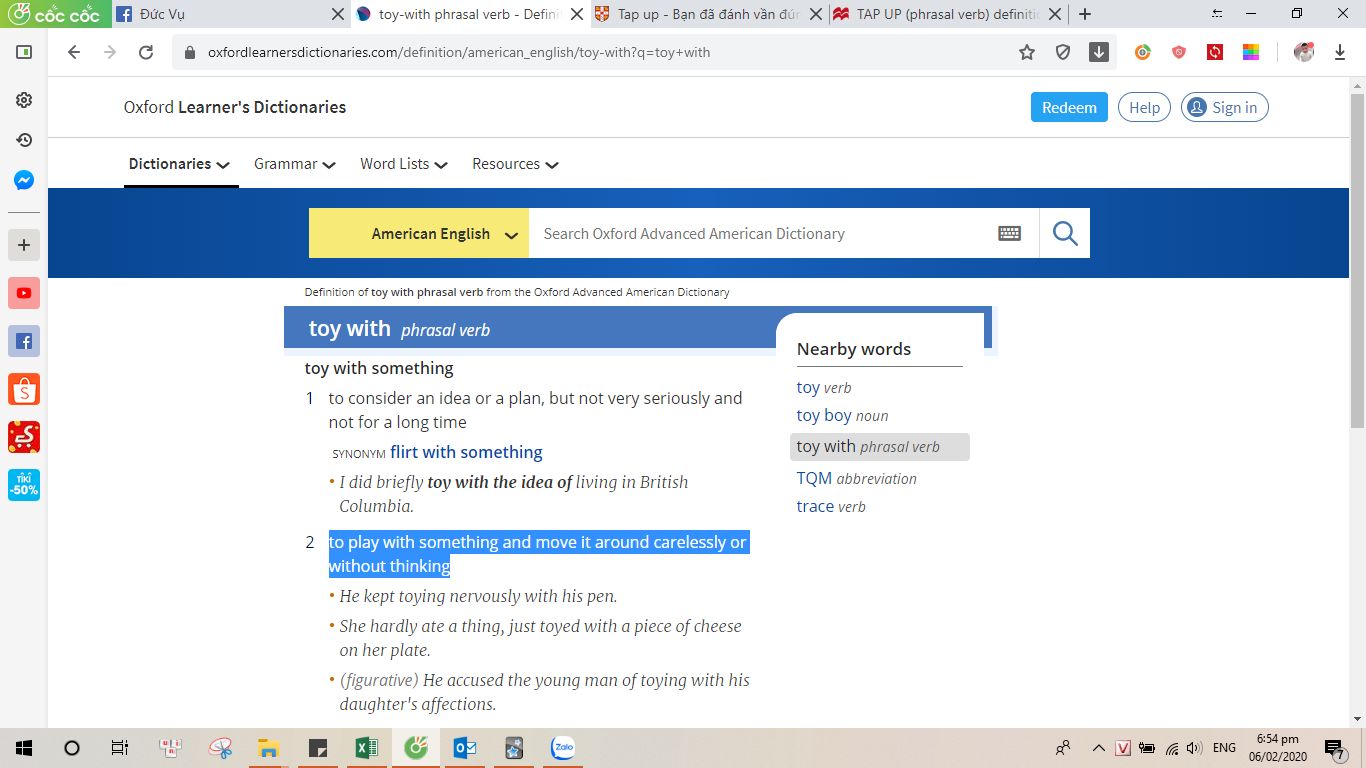 cốc cốc
Đức Vụ
toy-with phrasal verb - Defini
Tap up - Bạn đã đánh vần đún
TAP UP (phrasal verb) definitic
oxfordlearnersdictionaries.com/definition/american_english/toy-with?q=toy+with
Oxford Learner's Dictionaries
Redeem
Help
Sign in
Dictionaries
Grammar
Word Lists
Resources
American English
Search Oxford Advanced American Dictionary
Definition of toy with phrasal verb from the Oxford Advanced American Dictionary
toy with phrasal verb
toy with something
1 to consider an idea or a plan, but not very seriously and
not for a long time
SYNONYM flirt with something
• I did briefly toy with the idea of living in British
Columbia.
2 to play with something and move it around carelessly or
without thinking
• He kept toying nervously with his pen.
• She hardly ate a thing, just toyed with a piece of cheese
on her plate.
• (figurative) He accused the young man of toying with his
daughter's affections.
Nearby words
toy verb
toy boy noun
toy with phrasal verb
TQM abbreviation
trace verb
TIKI
-50%
Zalo
V
ENG
6:54 pm
06/02/2020
7